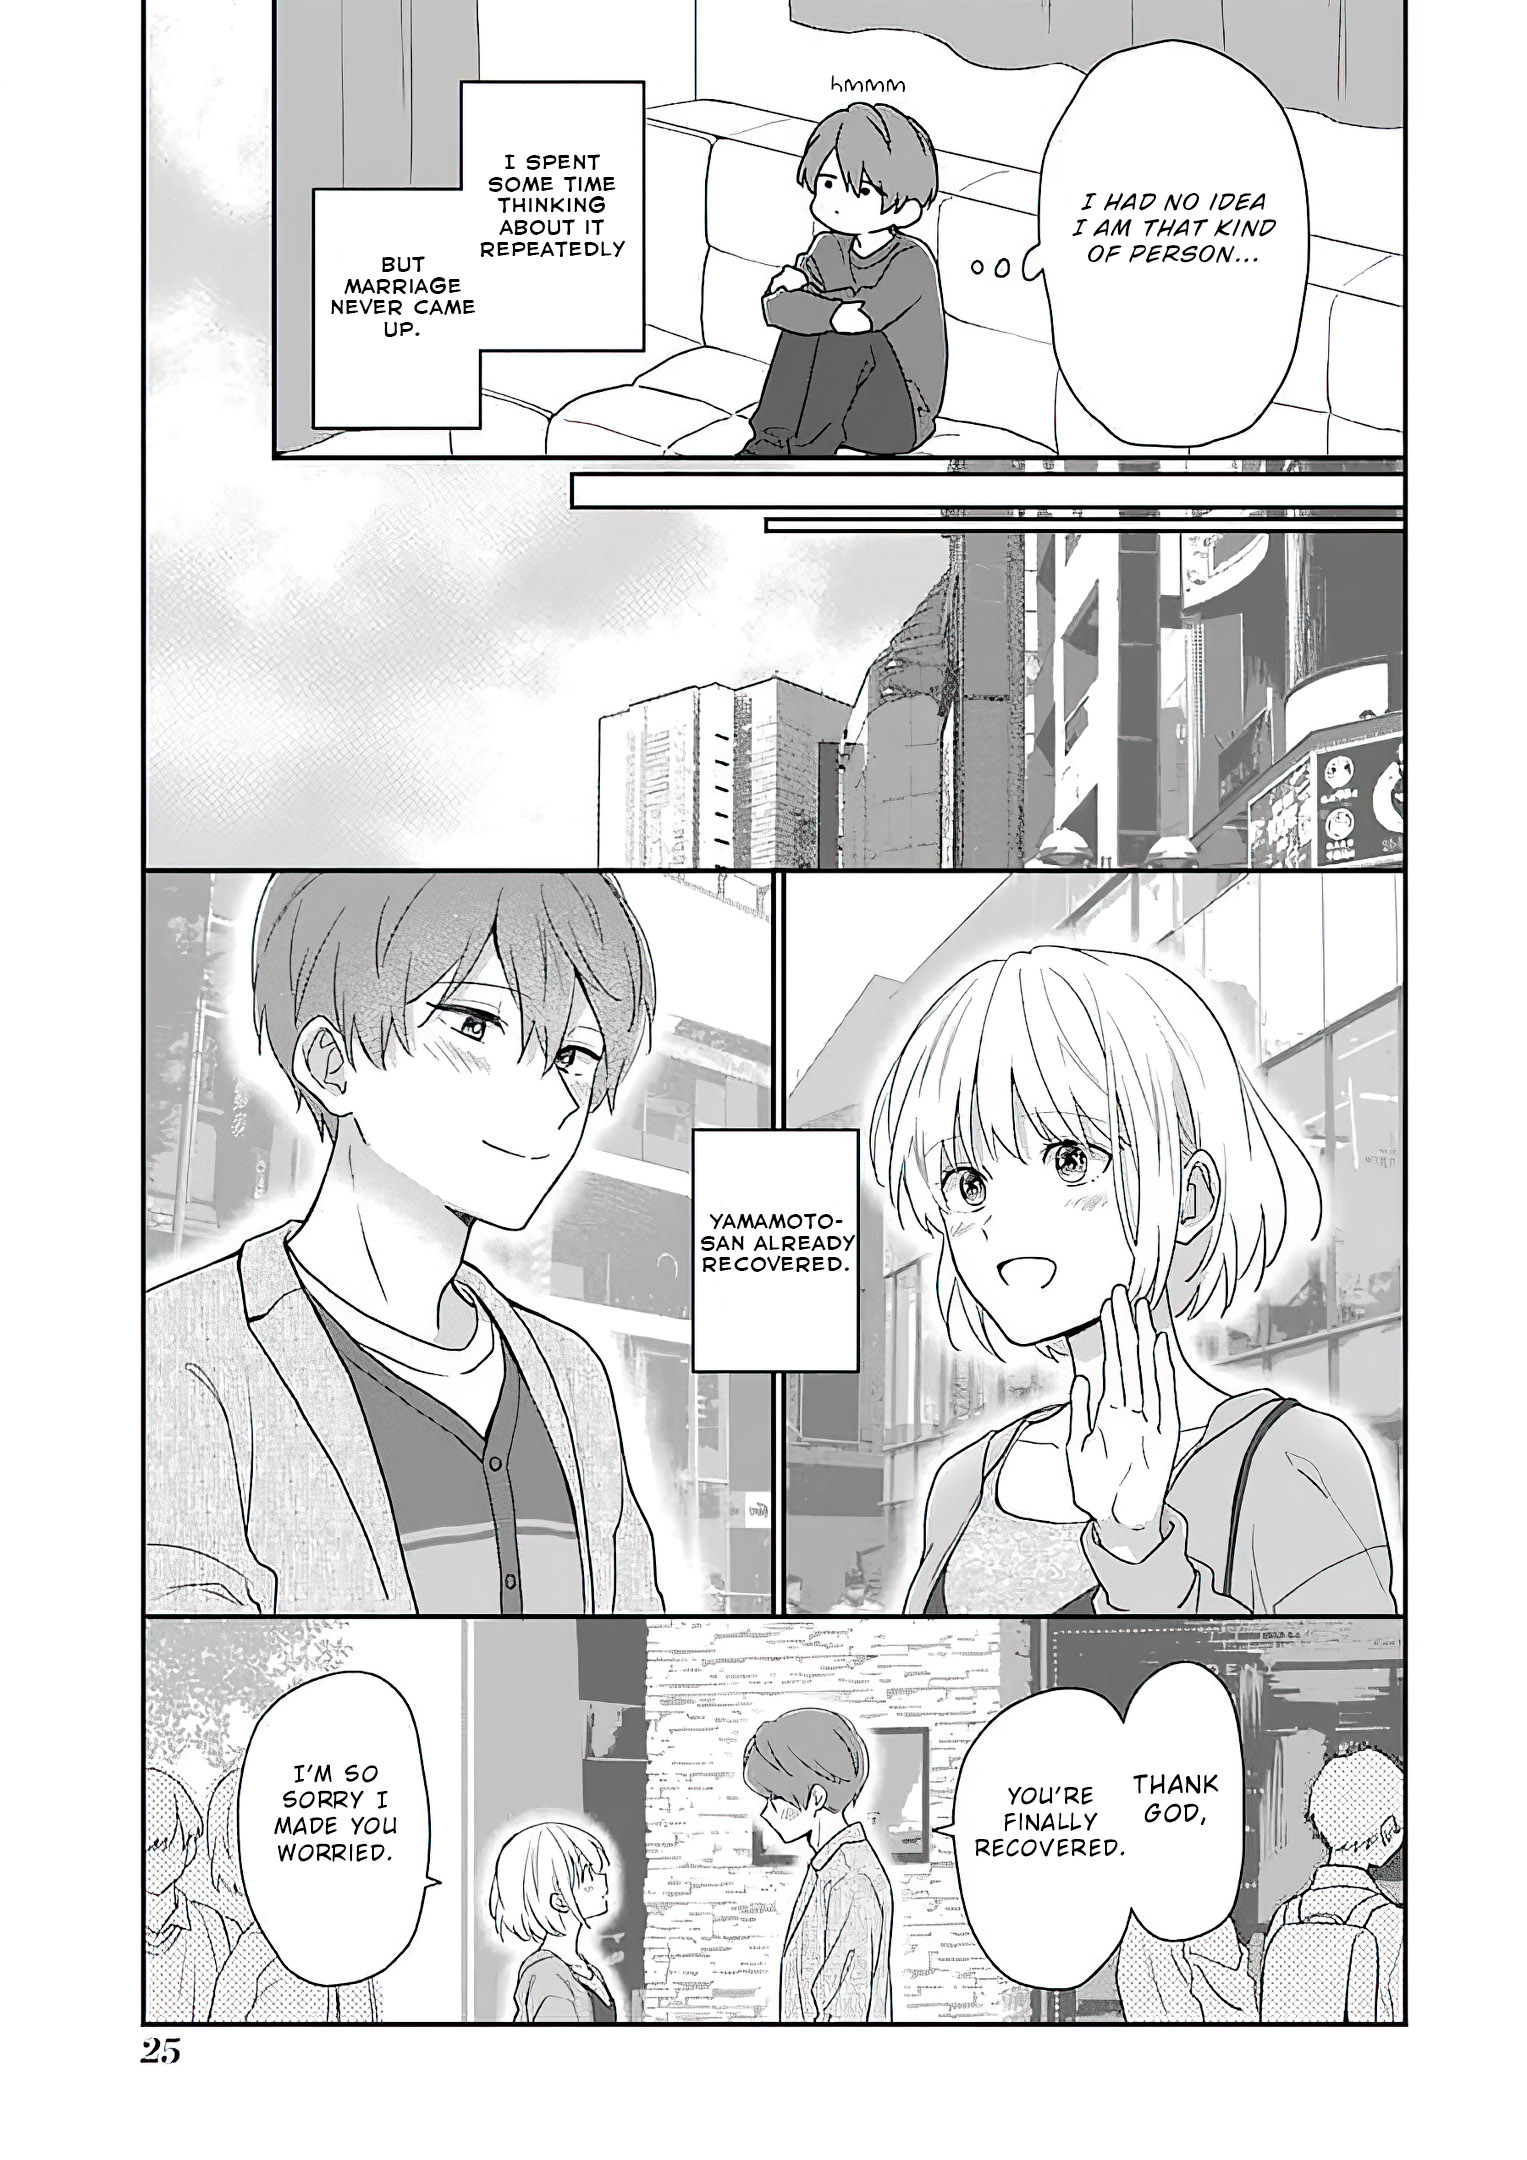 hmmm
I HAD NO IDEA
I AM THAT KIND
OF PERSON...
I SPENT
SOME TIME
THINKING
ABOUT IT
REPEATEDLY
BUT
MARRIAGE
NEVER CAME
UP.
YAMAMOTO-
SAN ALREADY
RECOVERED.
THANK
GOD,
YOU'RE
FINALLY
RECOVERED.
I'M SO
SORRY I
MADE YOU
WORRIED.
25